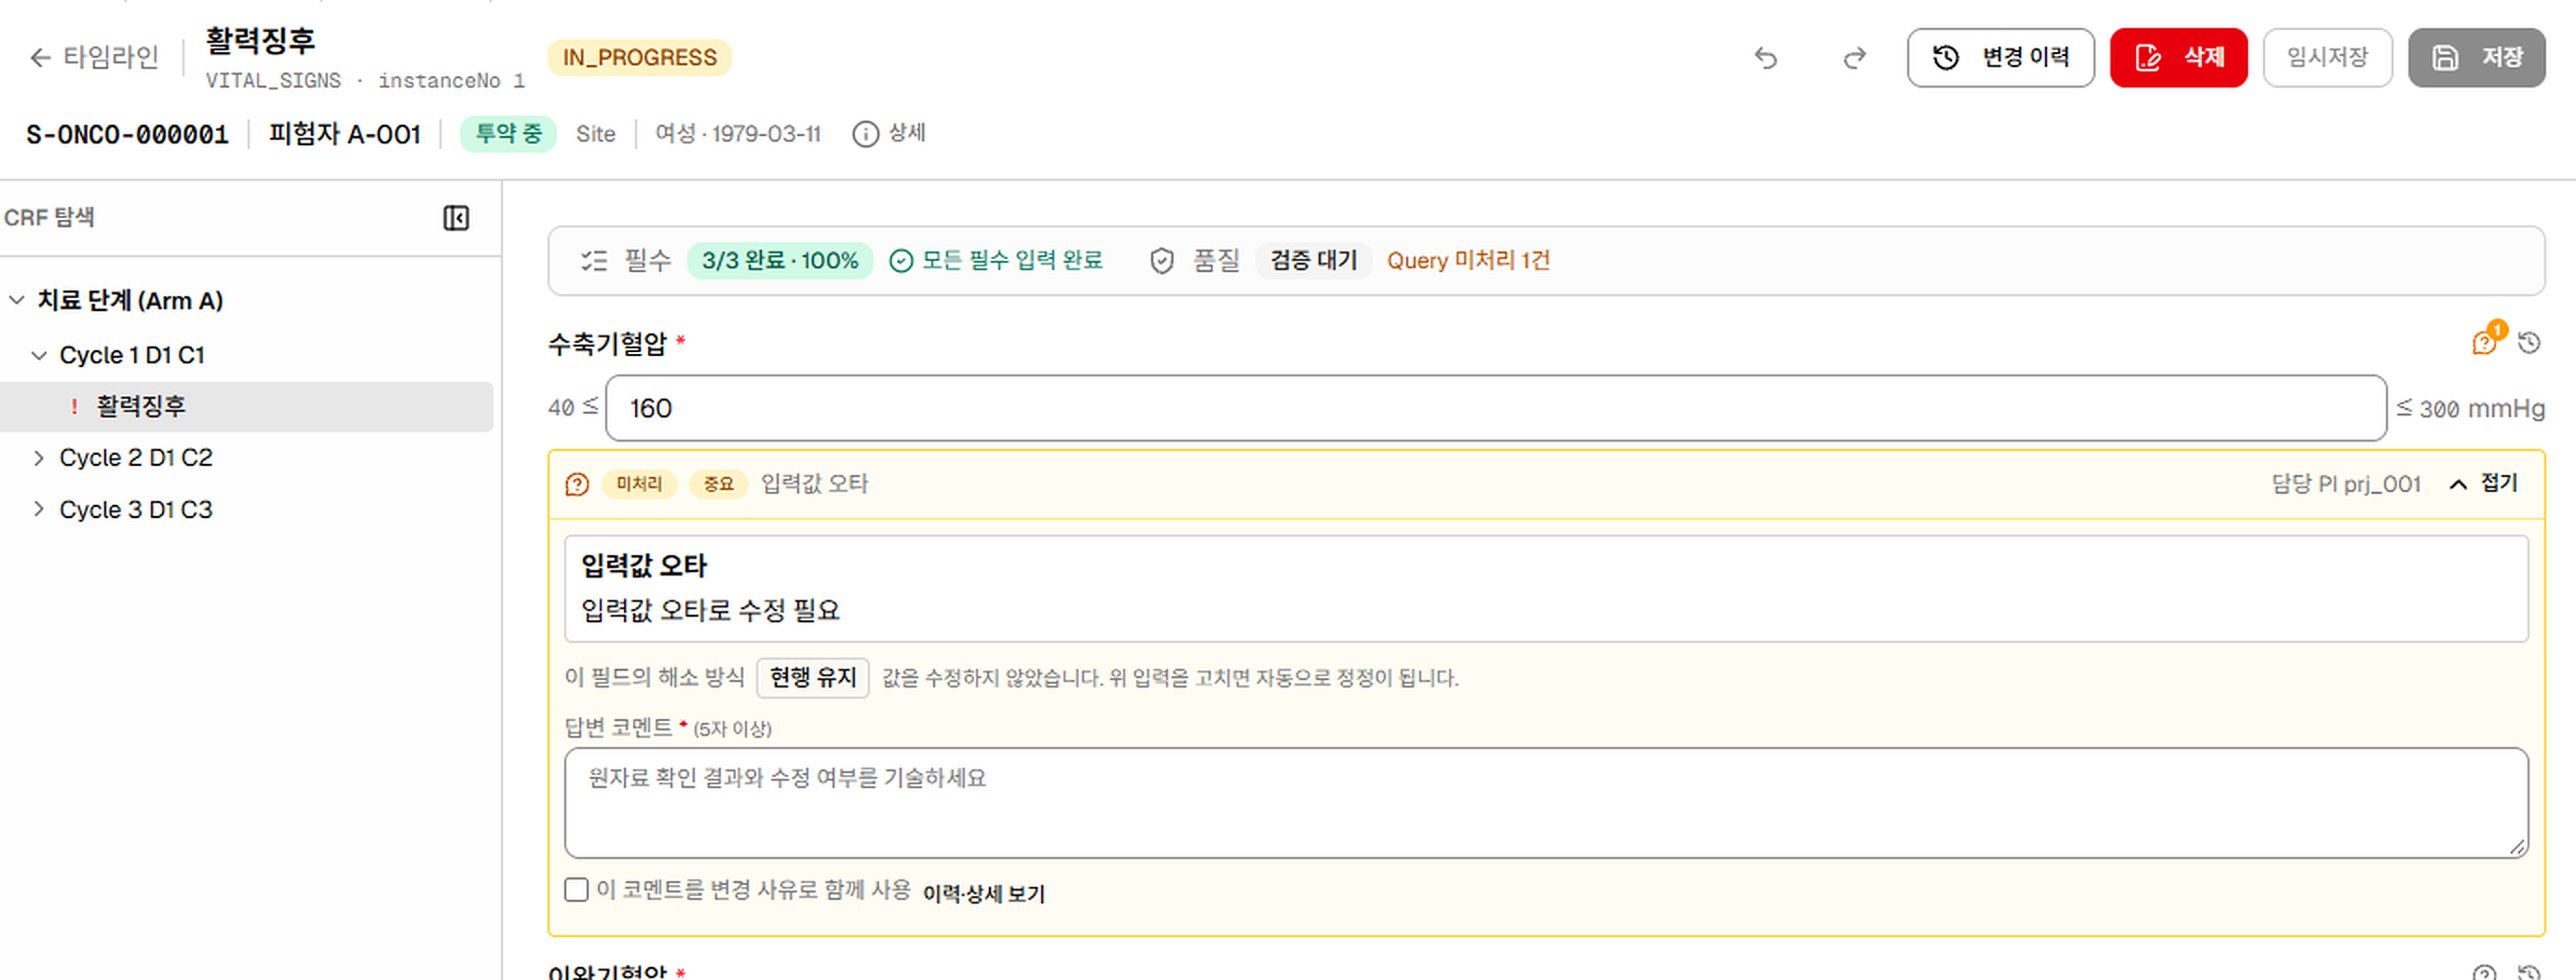 타임라인
활력징후
VITAL_SIGNS · instanceNo 1
IN_PROGRESS
변경 이력
삭제
임시저장
저장
S-ONCO-000001
피험자 A-001
투약 중
Site
여성 · 1979-03-11
상세
CRF 탐색
치료 단계 (Arm A)
Cycle 1 D1 C1
! 활력징후
Cycle 2 D1 C2
Cycle 3 D1 C3
필수 3/3 완료 · 100% 모든 필수 입력 완료 품질 검증 대기 Query 미처리 1건
수축기혈압 *
1
40 ≤ 160 ≤ 300 mmHg
미처리 중요 입력값 오타 담당 PI prj_001 접기
입력값 오타
입력값 오타로 수정 필요
이 필드의 해소 방식 현행 유지 값을 수정하지 않았습니다. 위 입력을 고치면 자동으로 정정이 됩니다.
답변 코멘트 * (5자 이상)
원자료 확인 결과와 수정 여부를 기술하세요
이 코멘트를 변경 사유로 함께 사용 이력·상세 보기
이완기혈압 *